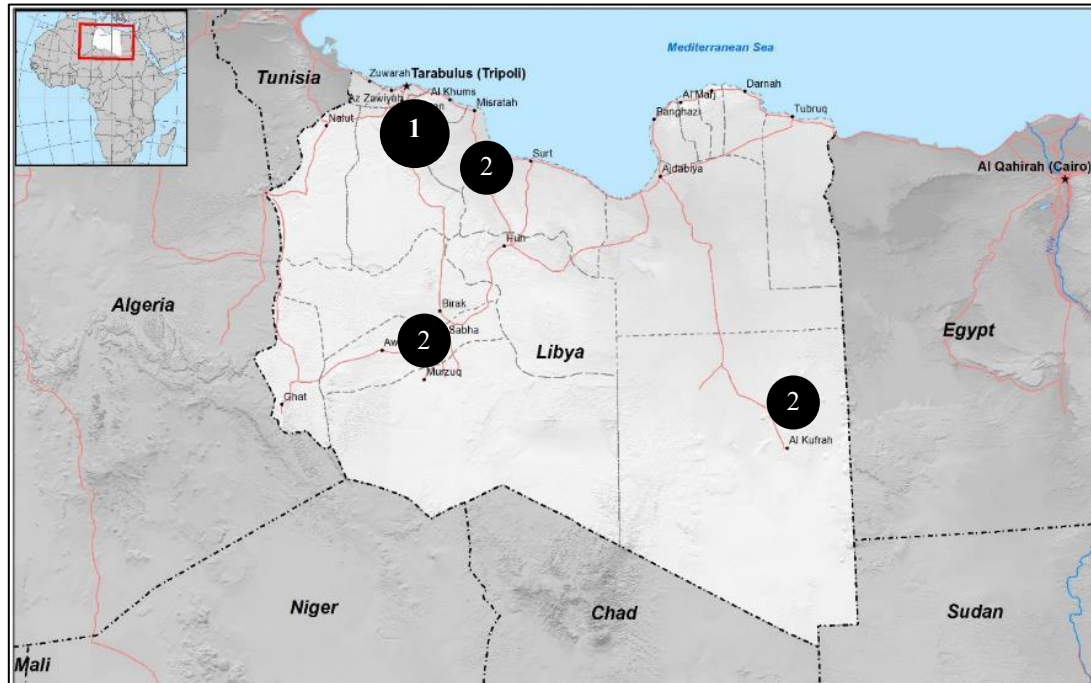 Mediterranean Sea
Tunisia
Zuwarah
Tarabulus (Tripoli)
Az Zawiyah
Al Khums
Misratah
Nalut
1
2
Surt
Banghazi
Al Marj
Darnah
Tubruq
Ajdabiya
Al Qahirah (Cairo)
Nile
Hun
Algeria
Birak
Sabha
2
Murzuq
Ghat
Libya
Egypt
2
Al Kufrah
Niger
Chad
Sudan
Mali